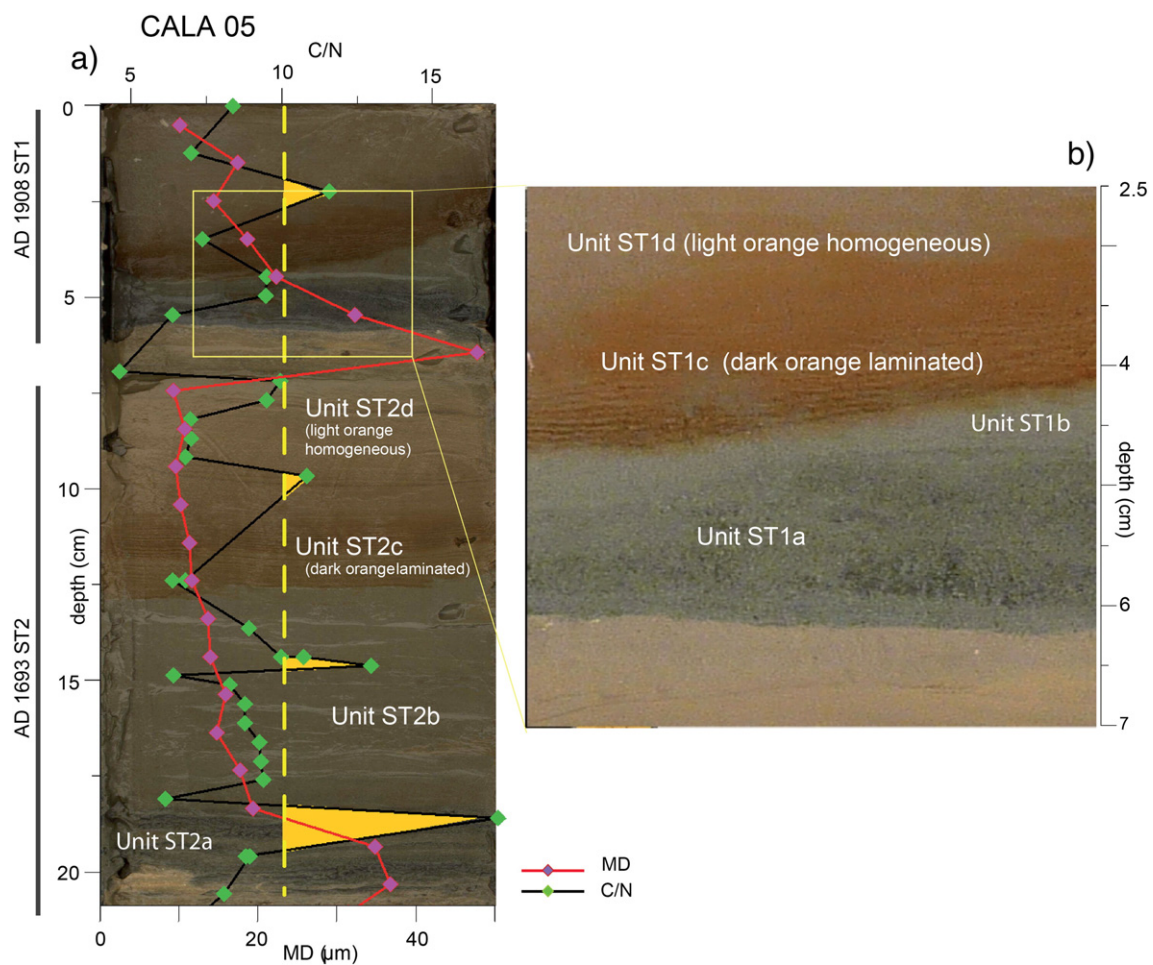 CALA 05
a)
C/N
5
10
15
AD 1908 ST1
AD 1693 ST2
0
5
10
15
20
depth (cm)
Unit ST2d
(light orange
homogeneous)
Unit ST2c
(dark orangelaminated)
Unit ST2b
Unit ST2a
0
20
40
MD (µm)
MD
C/N
b)
Unit ST1d (light orange homogeneous)
Unit ST1c (dark orange laminated)
Unit ST1b
Unit ST1a
2.5
4
6
7
depth (cm)